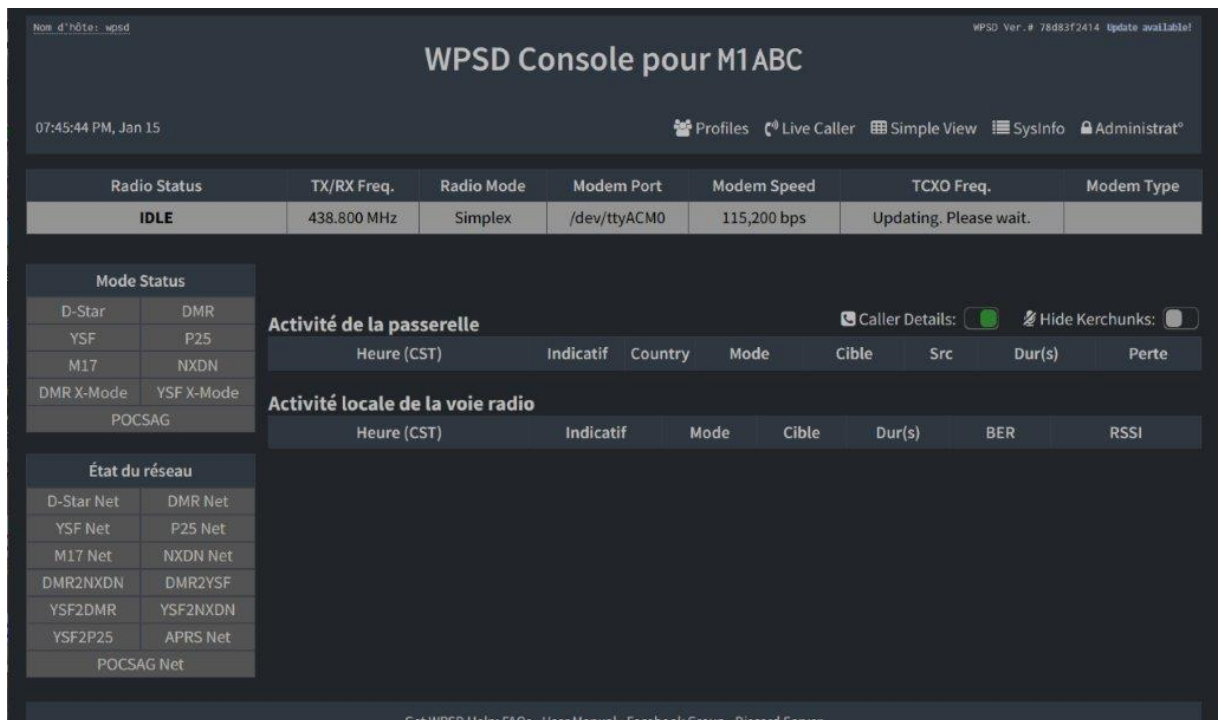 Nom d'hôte: wpsd
WPSD Ver.# 78d83f2414 Update available!
WPSD Console pour M1ABC
07:45:44 PM, Jan 15
Profiles Live Caller Simple View SysInfo Administrat°
Radio Status TX/RX Freq. Radio Mode Modem Port Modem Speed TCXO Freq. Modem Type
IDLE 438.800 MHz Simplex /dev/ttyACM0 115,200 bps Updating. Please wait.
Mode Status
D-Star DMR
YSF P25
M17 NXDN
DMR X-Mode YSF X-Mode
POCSAG
État du réseau
D-Star Net DMR Net
YSF Net P25 Net
M17 Net NXDN Net
DMR2NXDN DMR2YSF
YSF2DMR YSF2NXDN
YSF2P25 APRS Net
POCSAG Net
Activité de la passerelle
Caller Details: Hide Kerchunks:
Heure (CST) Indicatif Country Mode Cible Src Dur(s) Perte
Activité locale de la voie radio
Heure (CST) Indicatif Mode Cible Dur(s) BER RSSI